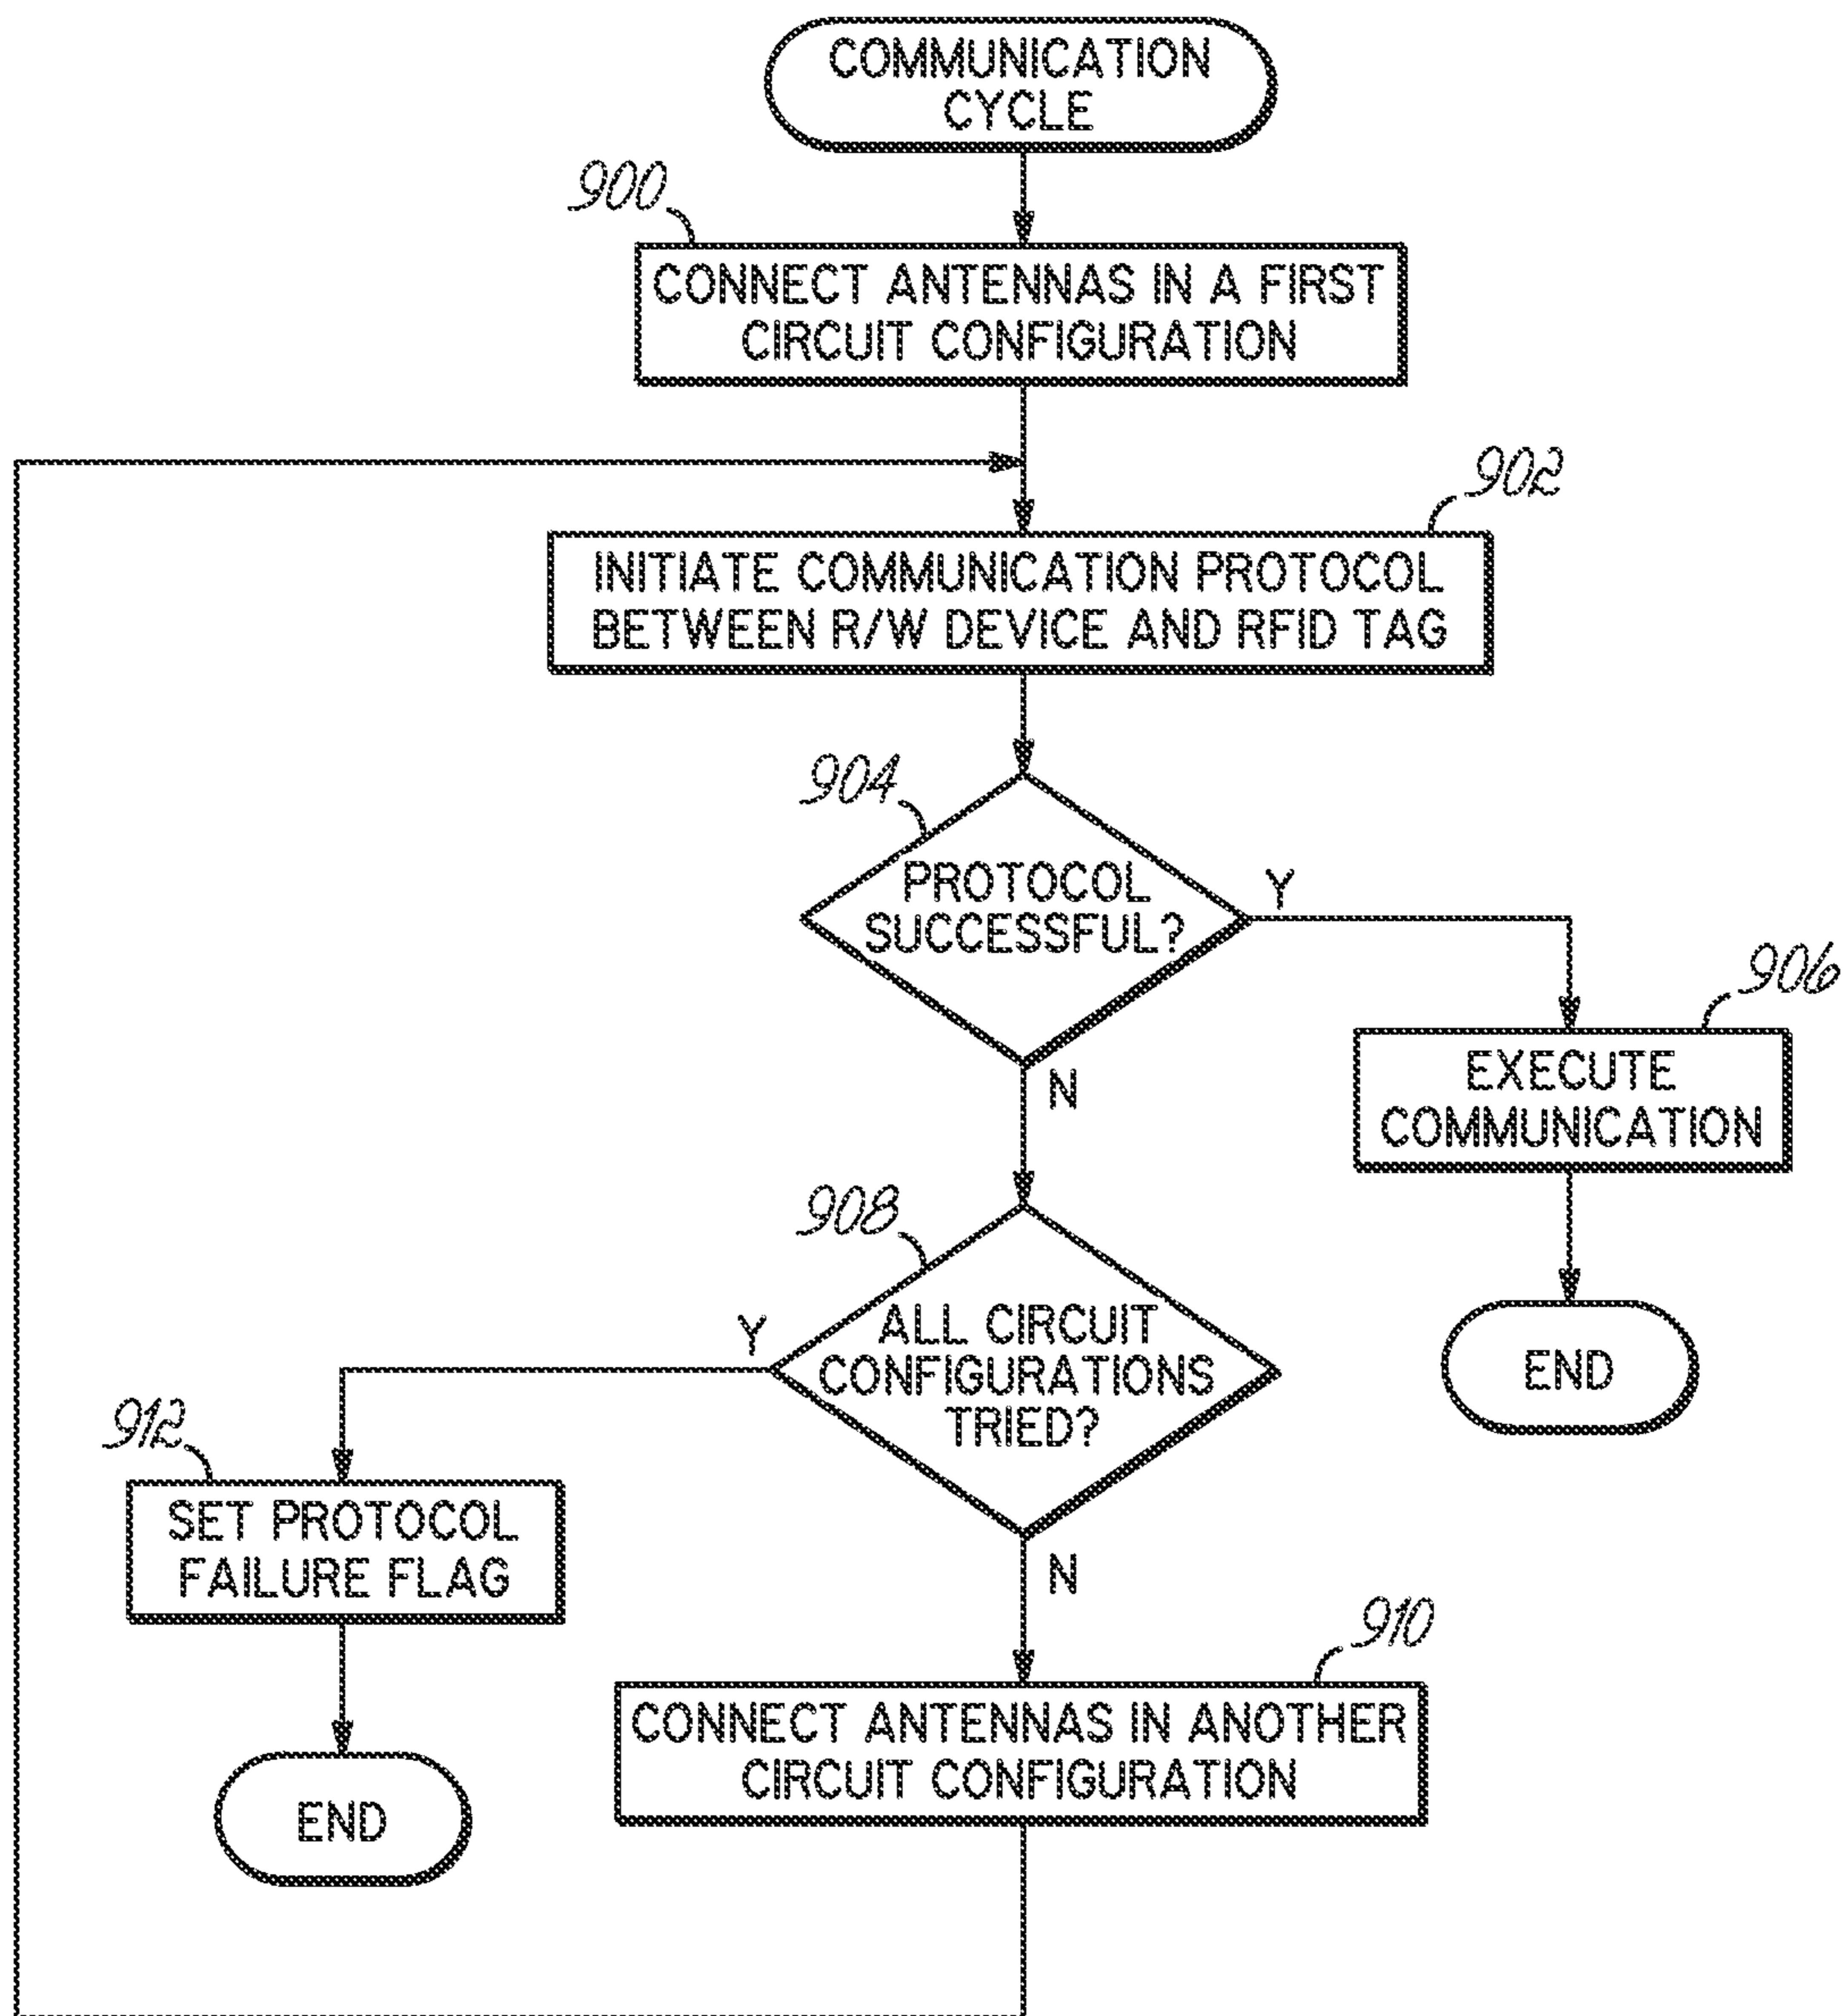 COMMUNICATION
CYCLE
900
CONNECT ANTENNAS IN A FIRST
CIRCUIT CONFIGURATION
902
INITIATE COMMUNICATION PROTOCOL
BETWEEN R/W DEVICE AND RFID TAG
904
PROTOCOL
SUCCESSFUL?
Y
906
EXECUTE
COMMUNICATION
END
N
908
ALL CIRCUIT
CONFIGURATIONS
TRIED?
Y
912
SET PROTOCOL
FAILURE FLAG
END
N
910
CONNECT ANTENNAS IN ANOTHER
CIRCUIT CONFIGURATION